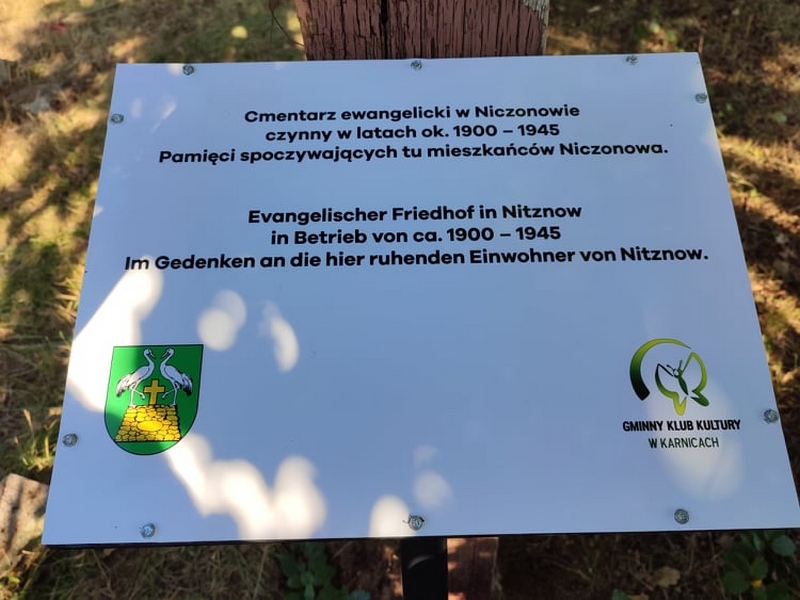 Cmentarz ewangelicki w Niczonowie
czynny w latach ok. 1900 – 1945
Pamięci spoczywających tu mieszkańców Niczonowa.
Evangelischer Friedhof in Nitznow
in Betrieb von ca. 1900 – 1945
Im Gedenken an die hier ruhenden Einwohner von Nitznow.
GMINNY KLUB KULTURY
W KARNICACH